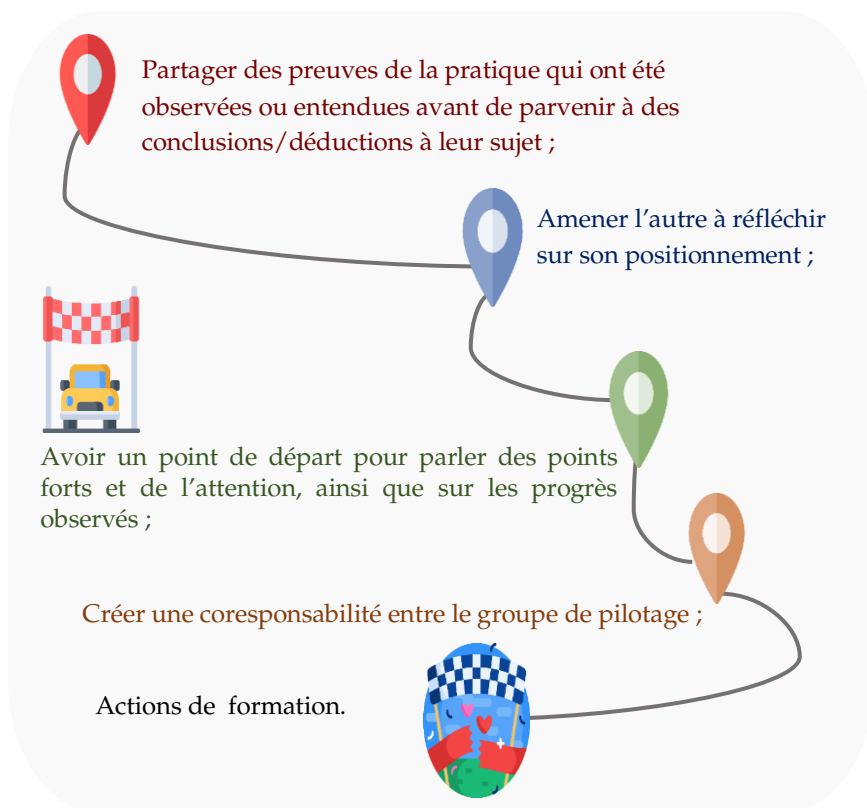 Partager des preuves de la pratique qui ont été
observées ou entendues avant de parvenir à des
conclusions/déductions à leur sujet ;
Amener l’autre à réfléchir
sur son positionnement ;
Avoir un point de départ pour parler des points
forts et de l’attention, ainsi que sur les progrès
observés ;
Créer une coresponsabilité entre le groupe de pilotage ;
Actions de formation.